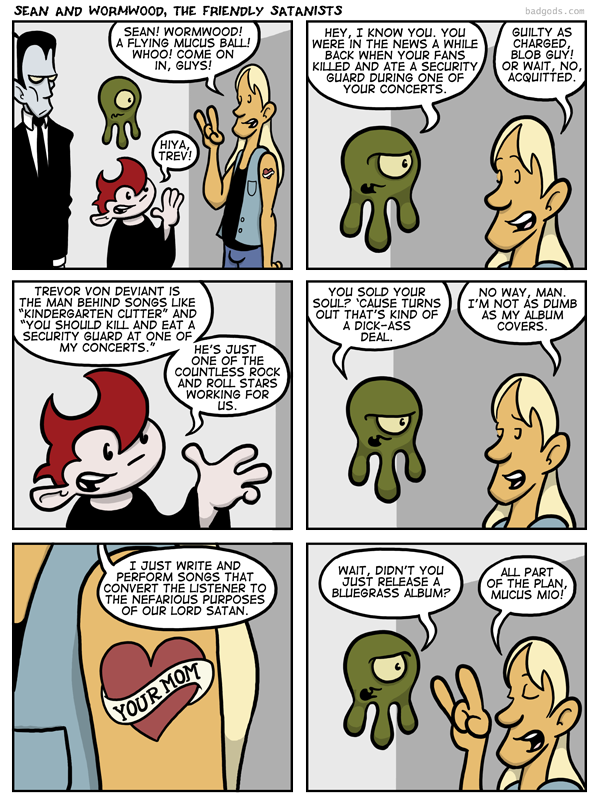 SEAN AND WORMWOOD, THE FRIENDLY SATANISTS
badgods.com
SEAN! WORMWOOD!
A FLYING MUCUS BALL!
WHOO! COME ON
IN, GUYS!
HIYA,
TREV!
HEY, I KNOW YOU. YOU
WERE IN THE NEWS A WHILE
BACK WHEN YOUR FANS
KILLED AND ATE A SECURITY
GUARD DURING ONE OF
YOUR CONCERTS.
GUILTY AS
CHARGED,
BLOB GUY!
OR WAIT, NO,
ACQUITTED.
TREVOR VON DEVIANT IS
THE MAN BEHIND SONGS LIKE
"KINDERGARTEN CUTTER" AND
"YOU SHOULD KILL AND EAT A
SECURITY GUARD AT ONE OF
MY CONCERTS."
HE'S JUST
ONE OF THE
COUNTLESS ROCK
AND ROLL STARS
WORKING FOR
US.
YOU SOLD YOUR
SOUL? 'CAUSE TURNS
OUT THAT'S KIND OF
A DICK-ASS
DEAL.
NO WAY, MAN.
I'M NOT AS DUMB
AS MY ALBUM
COVERS.
I JUST WRITE AND
PERFORM SONGS THAT
CONVERT THE LISTENER TO
THE NEFARIOUS PURPOSES
OF OUR LORD SATAN.
YOUR MOM
WAIT, DIDN'T YOU
JUST RELEASE A
BLUEGRASS ALBUM?
ALL PART
OF THE PLAN,
MUCUS MIO!